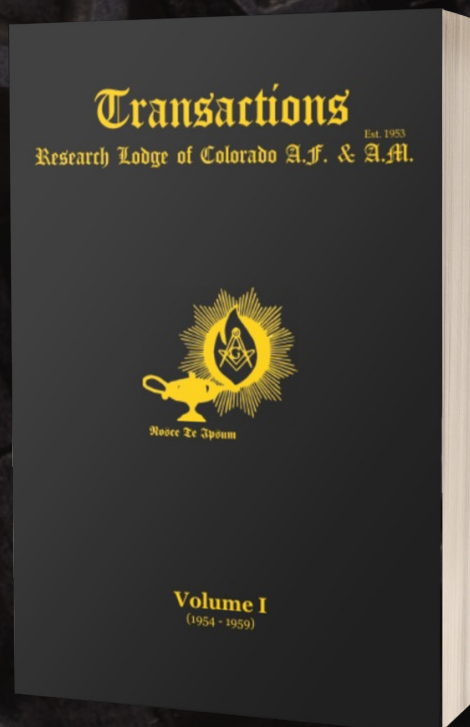 Transactions
Est. 1953
Research Lodge of Colorado A.F. & A.M.
G
Nosce Te Ipsum
Volume I
(1954 - 1959)